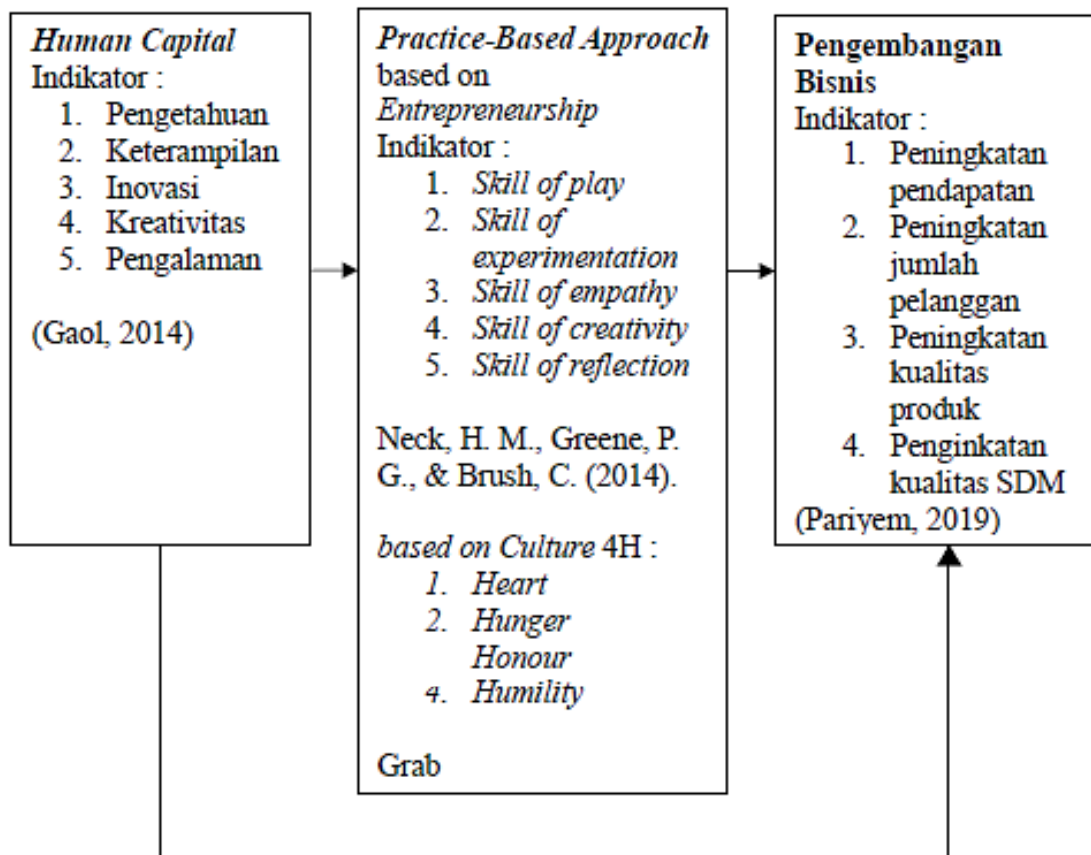 Human Capital
Indikator :
1. Pengetahuan
2. Keterampilan
3. Inovasi
4. Kreativitas
5. Pengalaman
(Gaol, 2014)
Practice-Based Approach
based on
Entrepreneurship
Indikator :
1. Skill of play
2. Skill of
experimentation
3. Skill of empathy
4. Skill of creativity
5. Skill of reflection
Neck, H. M., Greene, P.
G., & Brush, C. (2014).
based on Culture 4H :
1. Heart
2. Hunger
Honour
4. Humility
Grab
Pengembangan
Bisnis
Indikator :
1. Peningkatan
pendapatan
2. Peningkatan
jumlah
pelanggan
3. Peningkatan
kualitas
produk
4. Penginkatan
kualitas SDM
(Pariyem, 2019)